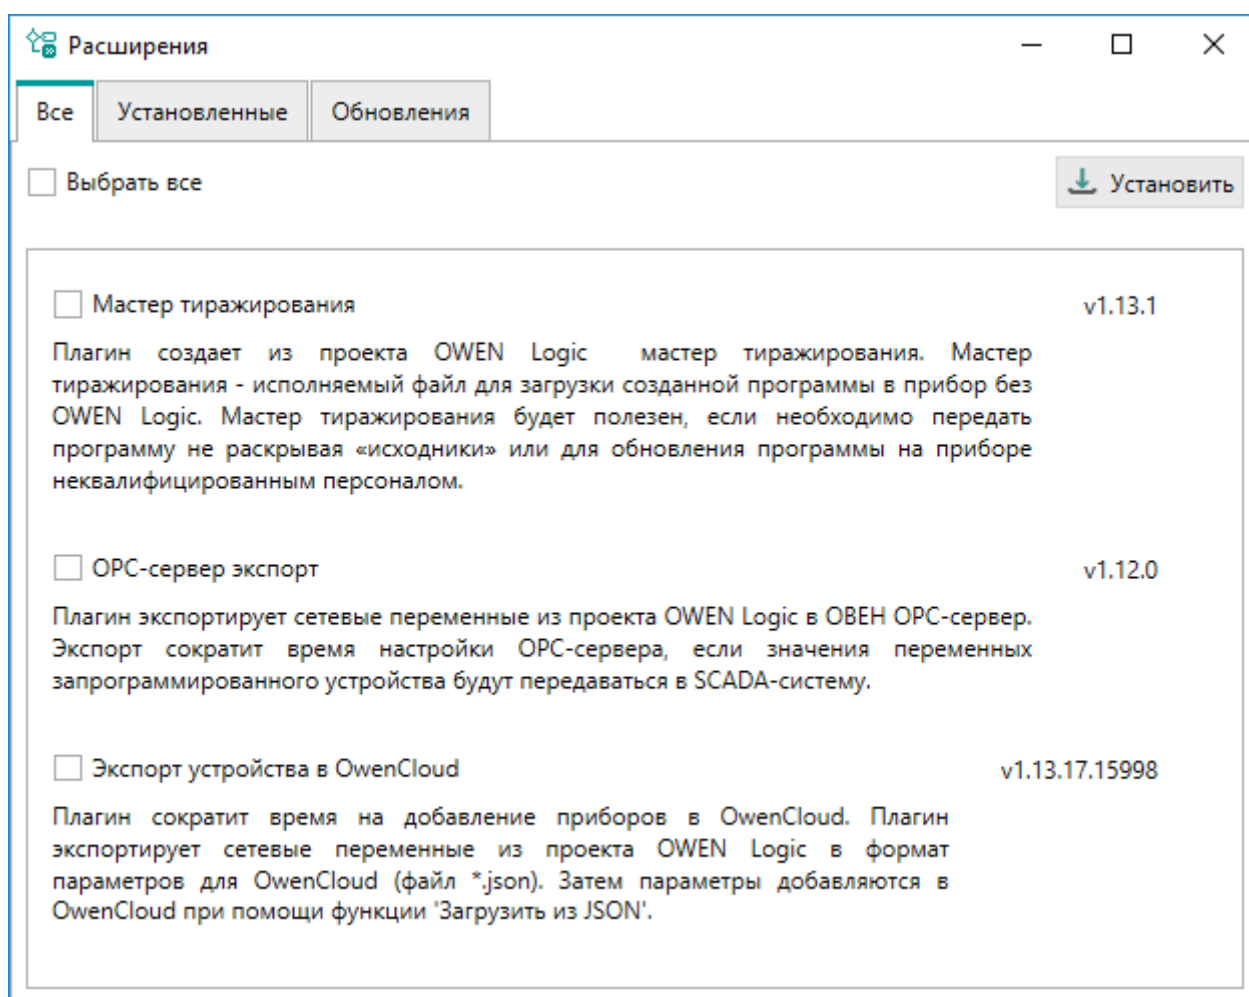 Расширения
Все Установленные Обновления
Выбрать все Установить
Мастер тиражирования v1.13.1
Плагин создает из проекта OWEN Logic мастер тиражирования. Мастер
тиражирования - исполняемый файл для загрузки созданной программы в прибор без
OWEN Logic. Мастер тиражирования будет полезен, если необходимо передать
программу не раскрывая «исходники» или для обновления программы на приборе
неквалифицированным персоналом.
OPC-сервер экспорт v1.12.0
Плагин экспортирует сетевые переменные из проекта OWEN Logic в ОВЕН OPC-сервер.
Экспорт сократит время настройки OPC-сервера, если значения переменных
запрограммированного устройства будут передаваться в SCADA-систему.
Экспорт устройства в OwenCloud v1.13.17.15998
Плагин сократит время на добавление приборов в OwenCloud. Плагин
экспортирует сетевые переменные из проекта OWEN Logic в формат
параметров для OwenCloud (файл *.json). Затем параметры добавляются в
OwenCloud при помощи функции 'Загрузить из JSON'.